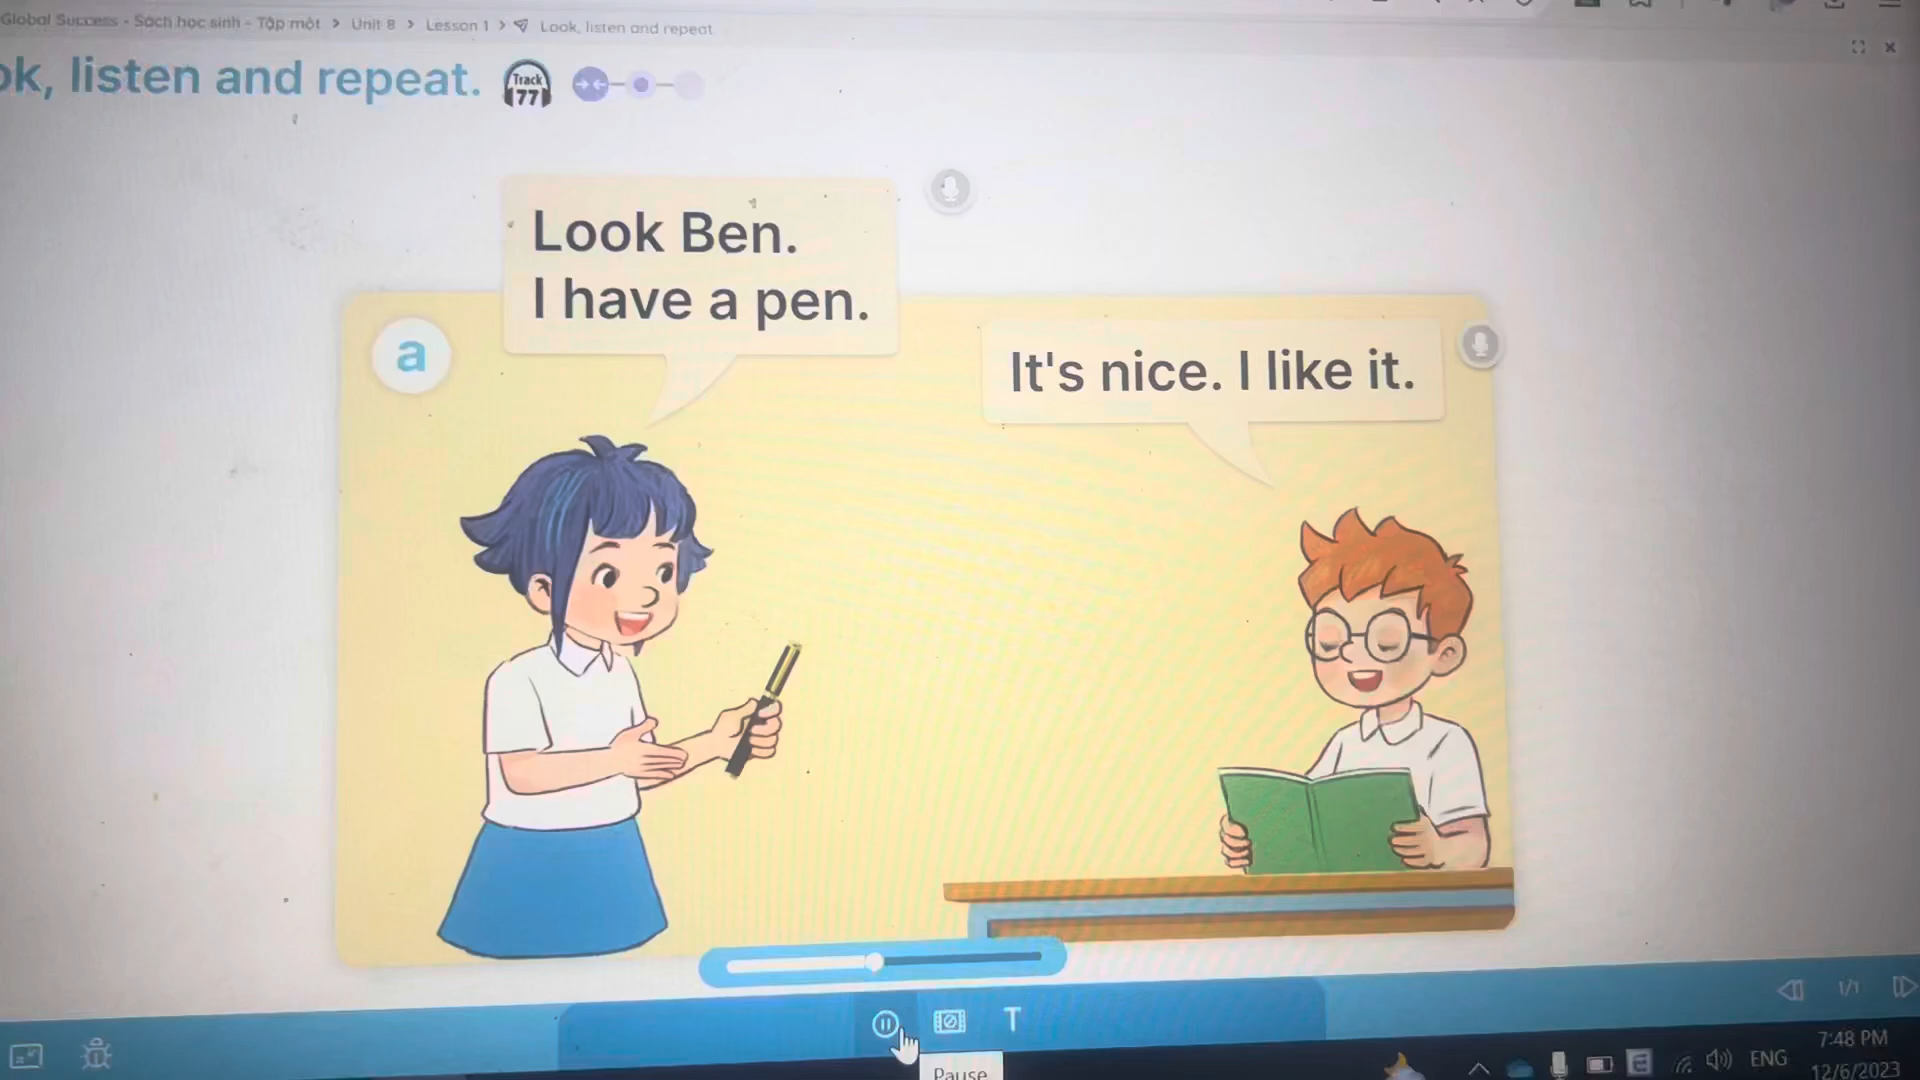 Global Success - Sách học sinh - Tập một > Unit 8 > Lesson 1 > Look, listen and repeat
ok, listen and repeat.
Track
77
Look Ben.
I have a pen.
a
It's nice. I like it.
T
1/1
Pause
7:48 PM
ENG
12/6/2023